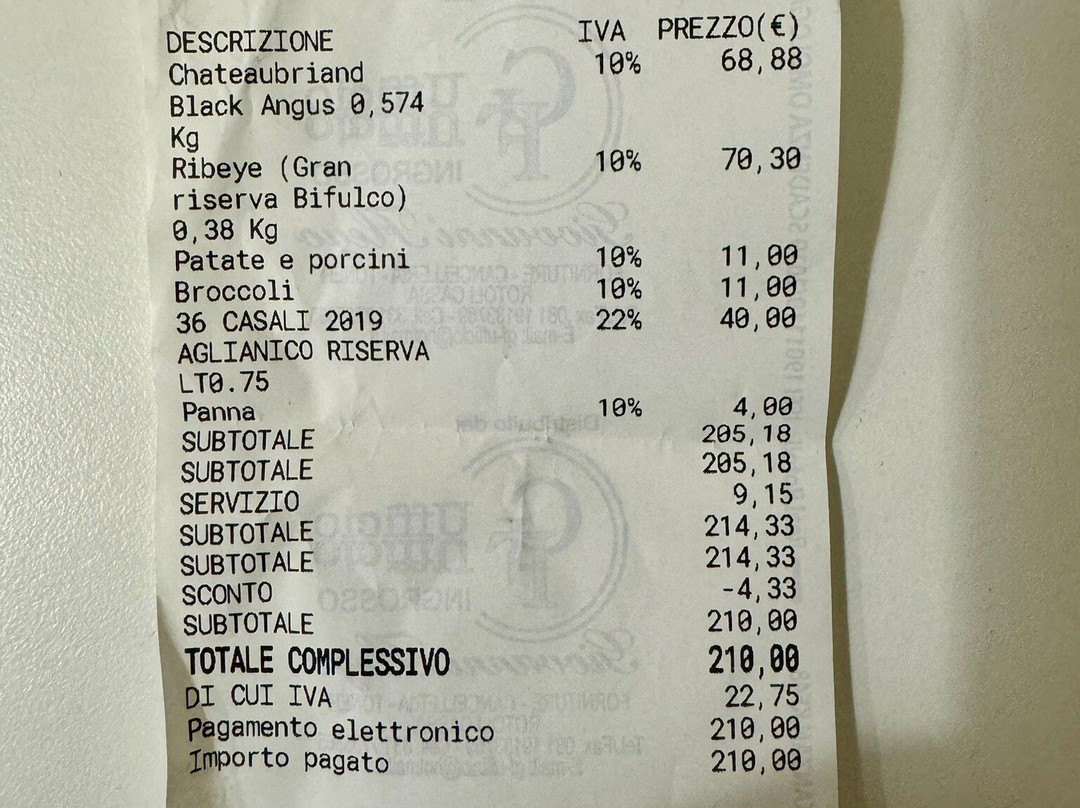 DESCRIZIONE IVA PREZZO(€)
Chateaubriand 10% 68,88
Black Angus 0,574
Kg
Ribeye (Gran 10% 70,30
riserva Bifulco)
0,38 Kg
Patate e porcini 10% 11,00
Broccoli 10% 11,00
36 CASALI 2019 22% 40,00
AGLIANICO RISERVA
LT0.75
Panna 10% 4,00
SUBTOTALE 205,18
SUBTOTALE 205,18
SERVIZIO 9,15
SUBTOTALE 214,33
SUBTOTALE 214,33
SCONTO -4,33
SUBTOTALE 210,00
TOTALE COMPLESSIVO 210,00
DI CUI IVA 22,75
Pagamento elettronico 210,00
Importo pagato 210,00